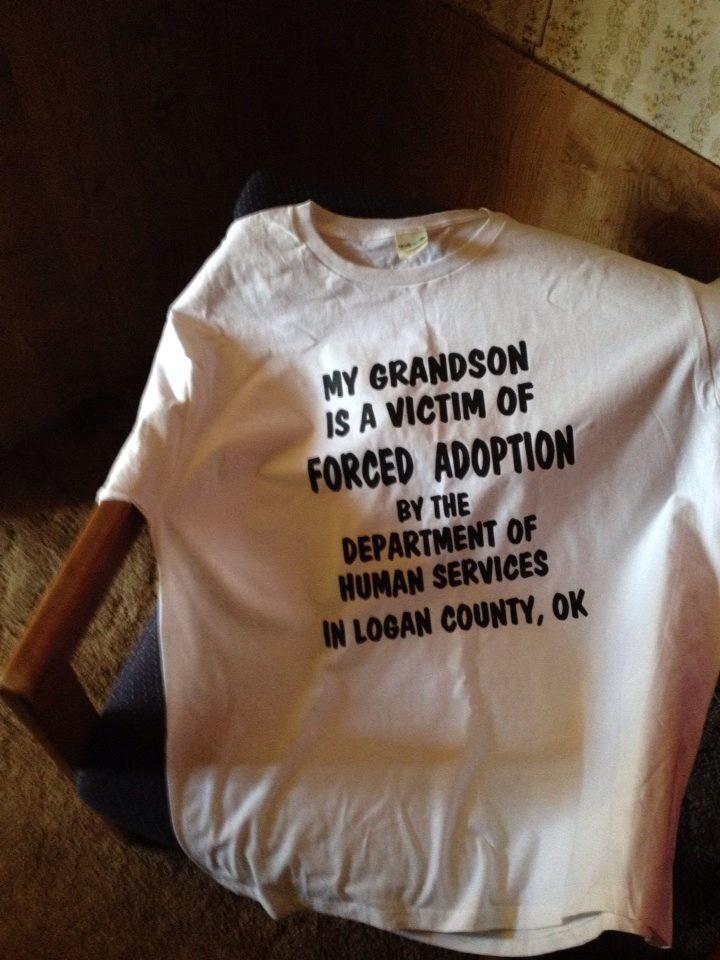 MY GRANDSON
IS A VICTIM OF
FORCED ADOPTION
BY THE
DEPARTMENT OF
HUMAN SERVICES
IN LOGAN COUNTY, OK